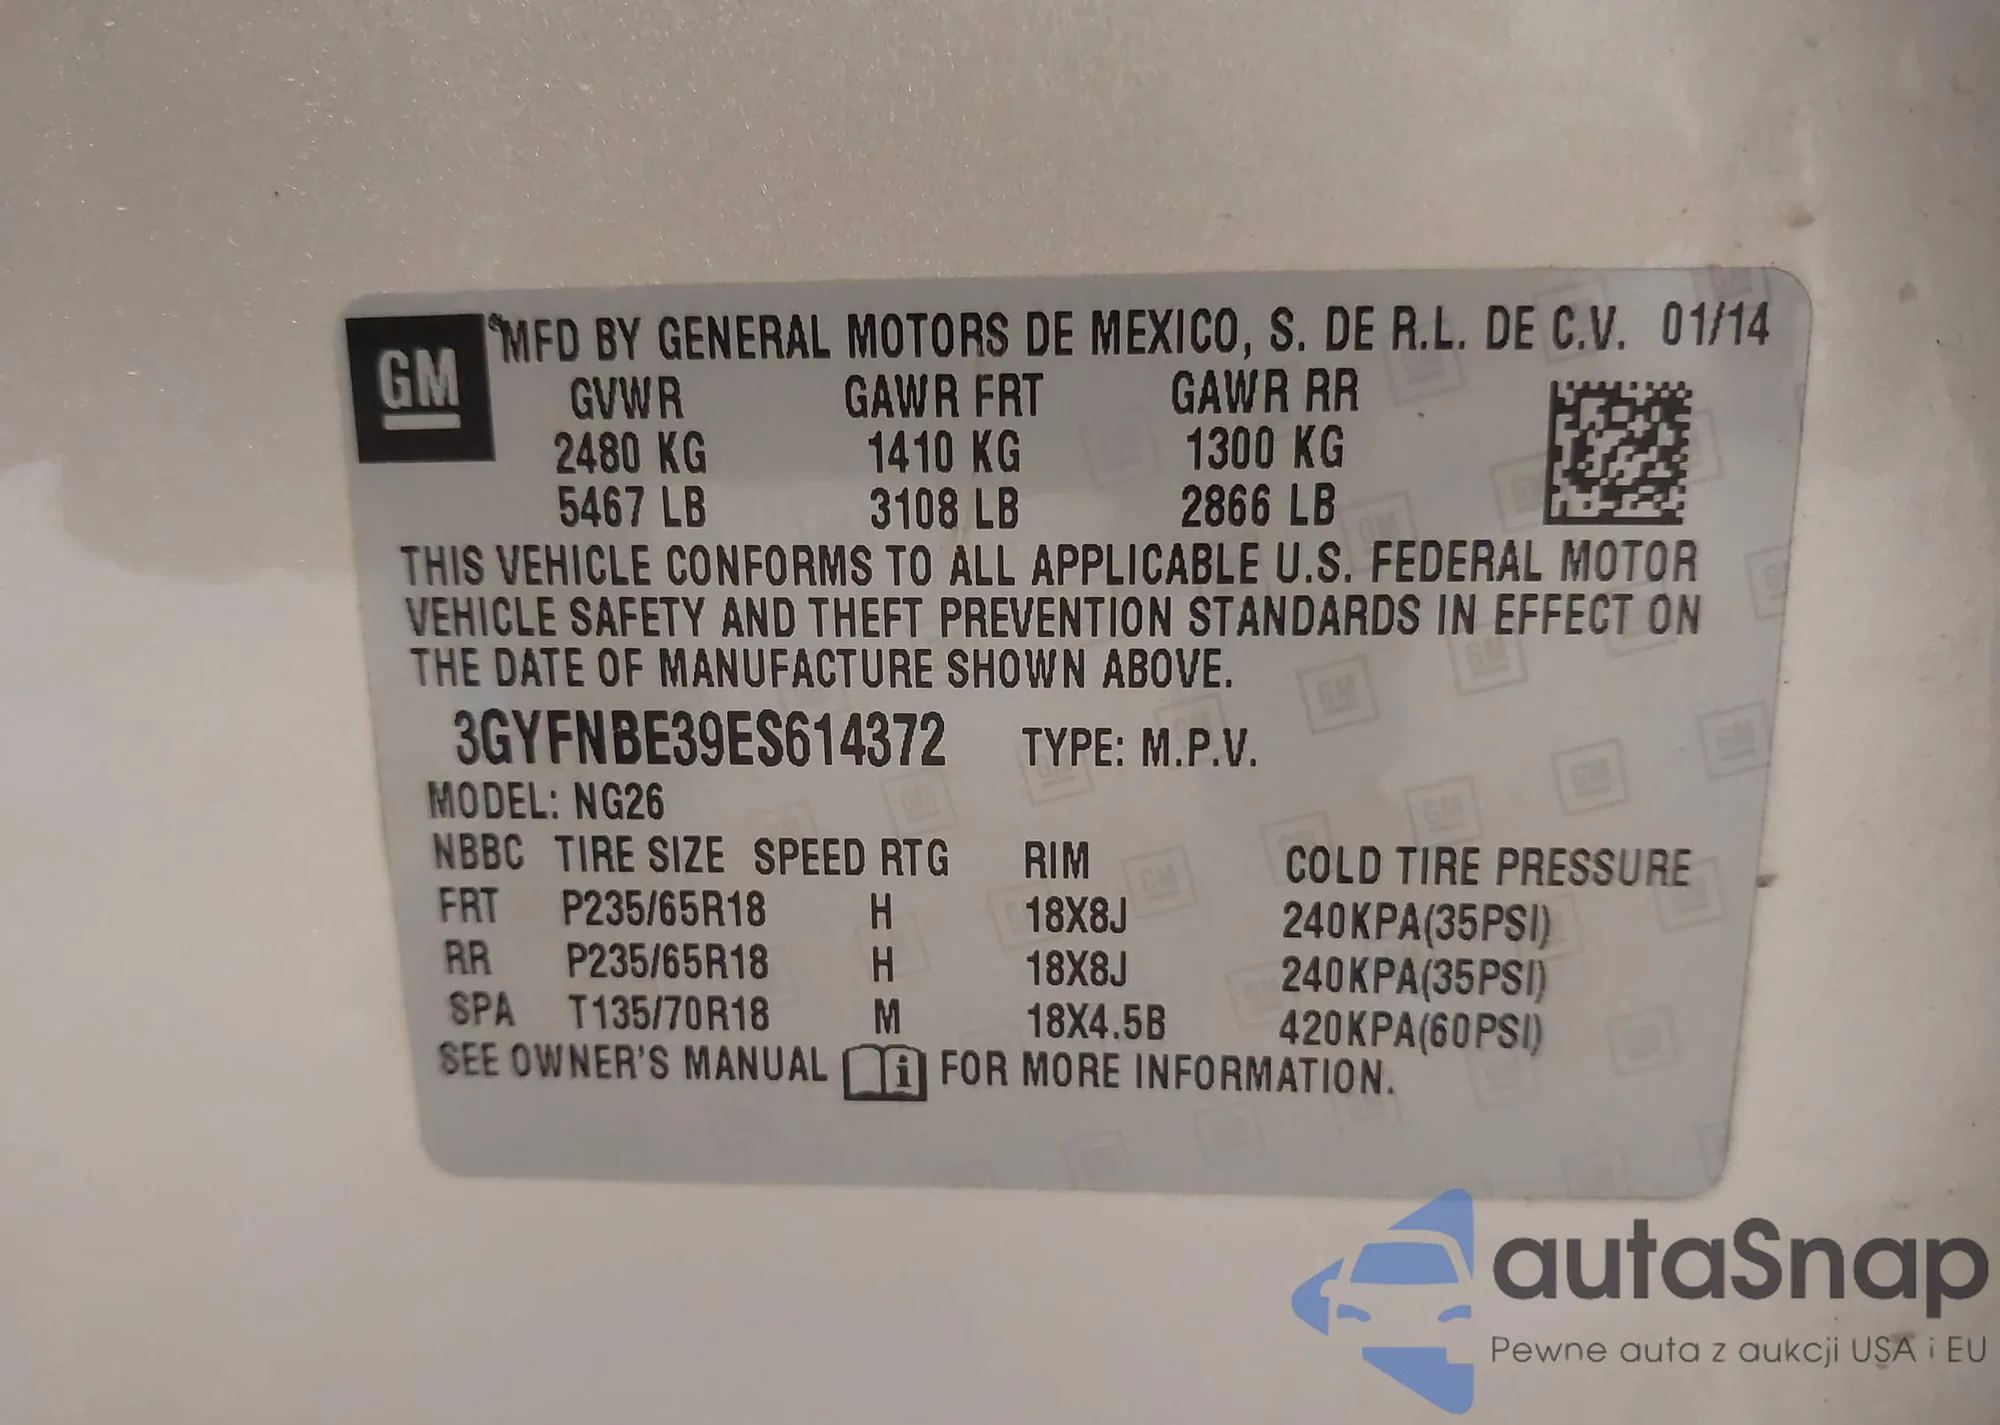 GM
MFD BY GENERAL MOTORS DE MEXICO, S. DE R.L. DE C.V. 01/14
GVWR GAWR FRT GAWR RR
2480 KG 1410 KG 1300 KG
5467 LB 3108 LB 2866 LB
THIS VEHICLE CONFORMS TO ALL APPLICABLE U.S. FEDERAL MOTOR
VEHICLE SAFETY AND THEFT PREVENTION STANDARDS IN EFFECT ON
THE DATE OF MANUFACTURE SHOWN ABOVE.
3GYFNBE39ES614372 TYPE: M.P.V.
MODEL: NG26
NBBC TIRE SIZE SPEED RTG RIM COLD TIRE PRESSURE
FRT P235/65R18 H 18X8J 240KPA(35PSI)
RR P235/65R18 H 18X8J 240KPA(35PSI)
SPA T135/70R18 M 18X4.5B 420KPA(60PSI)
SEE OWNER'S MANUAL i FOR MORE INFORMATION.
autaSnap
Pewne auta z aukcji USA i EU